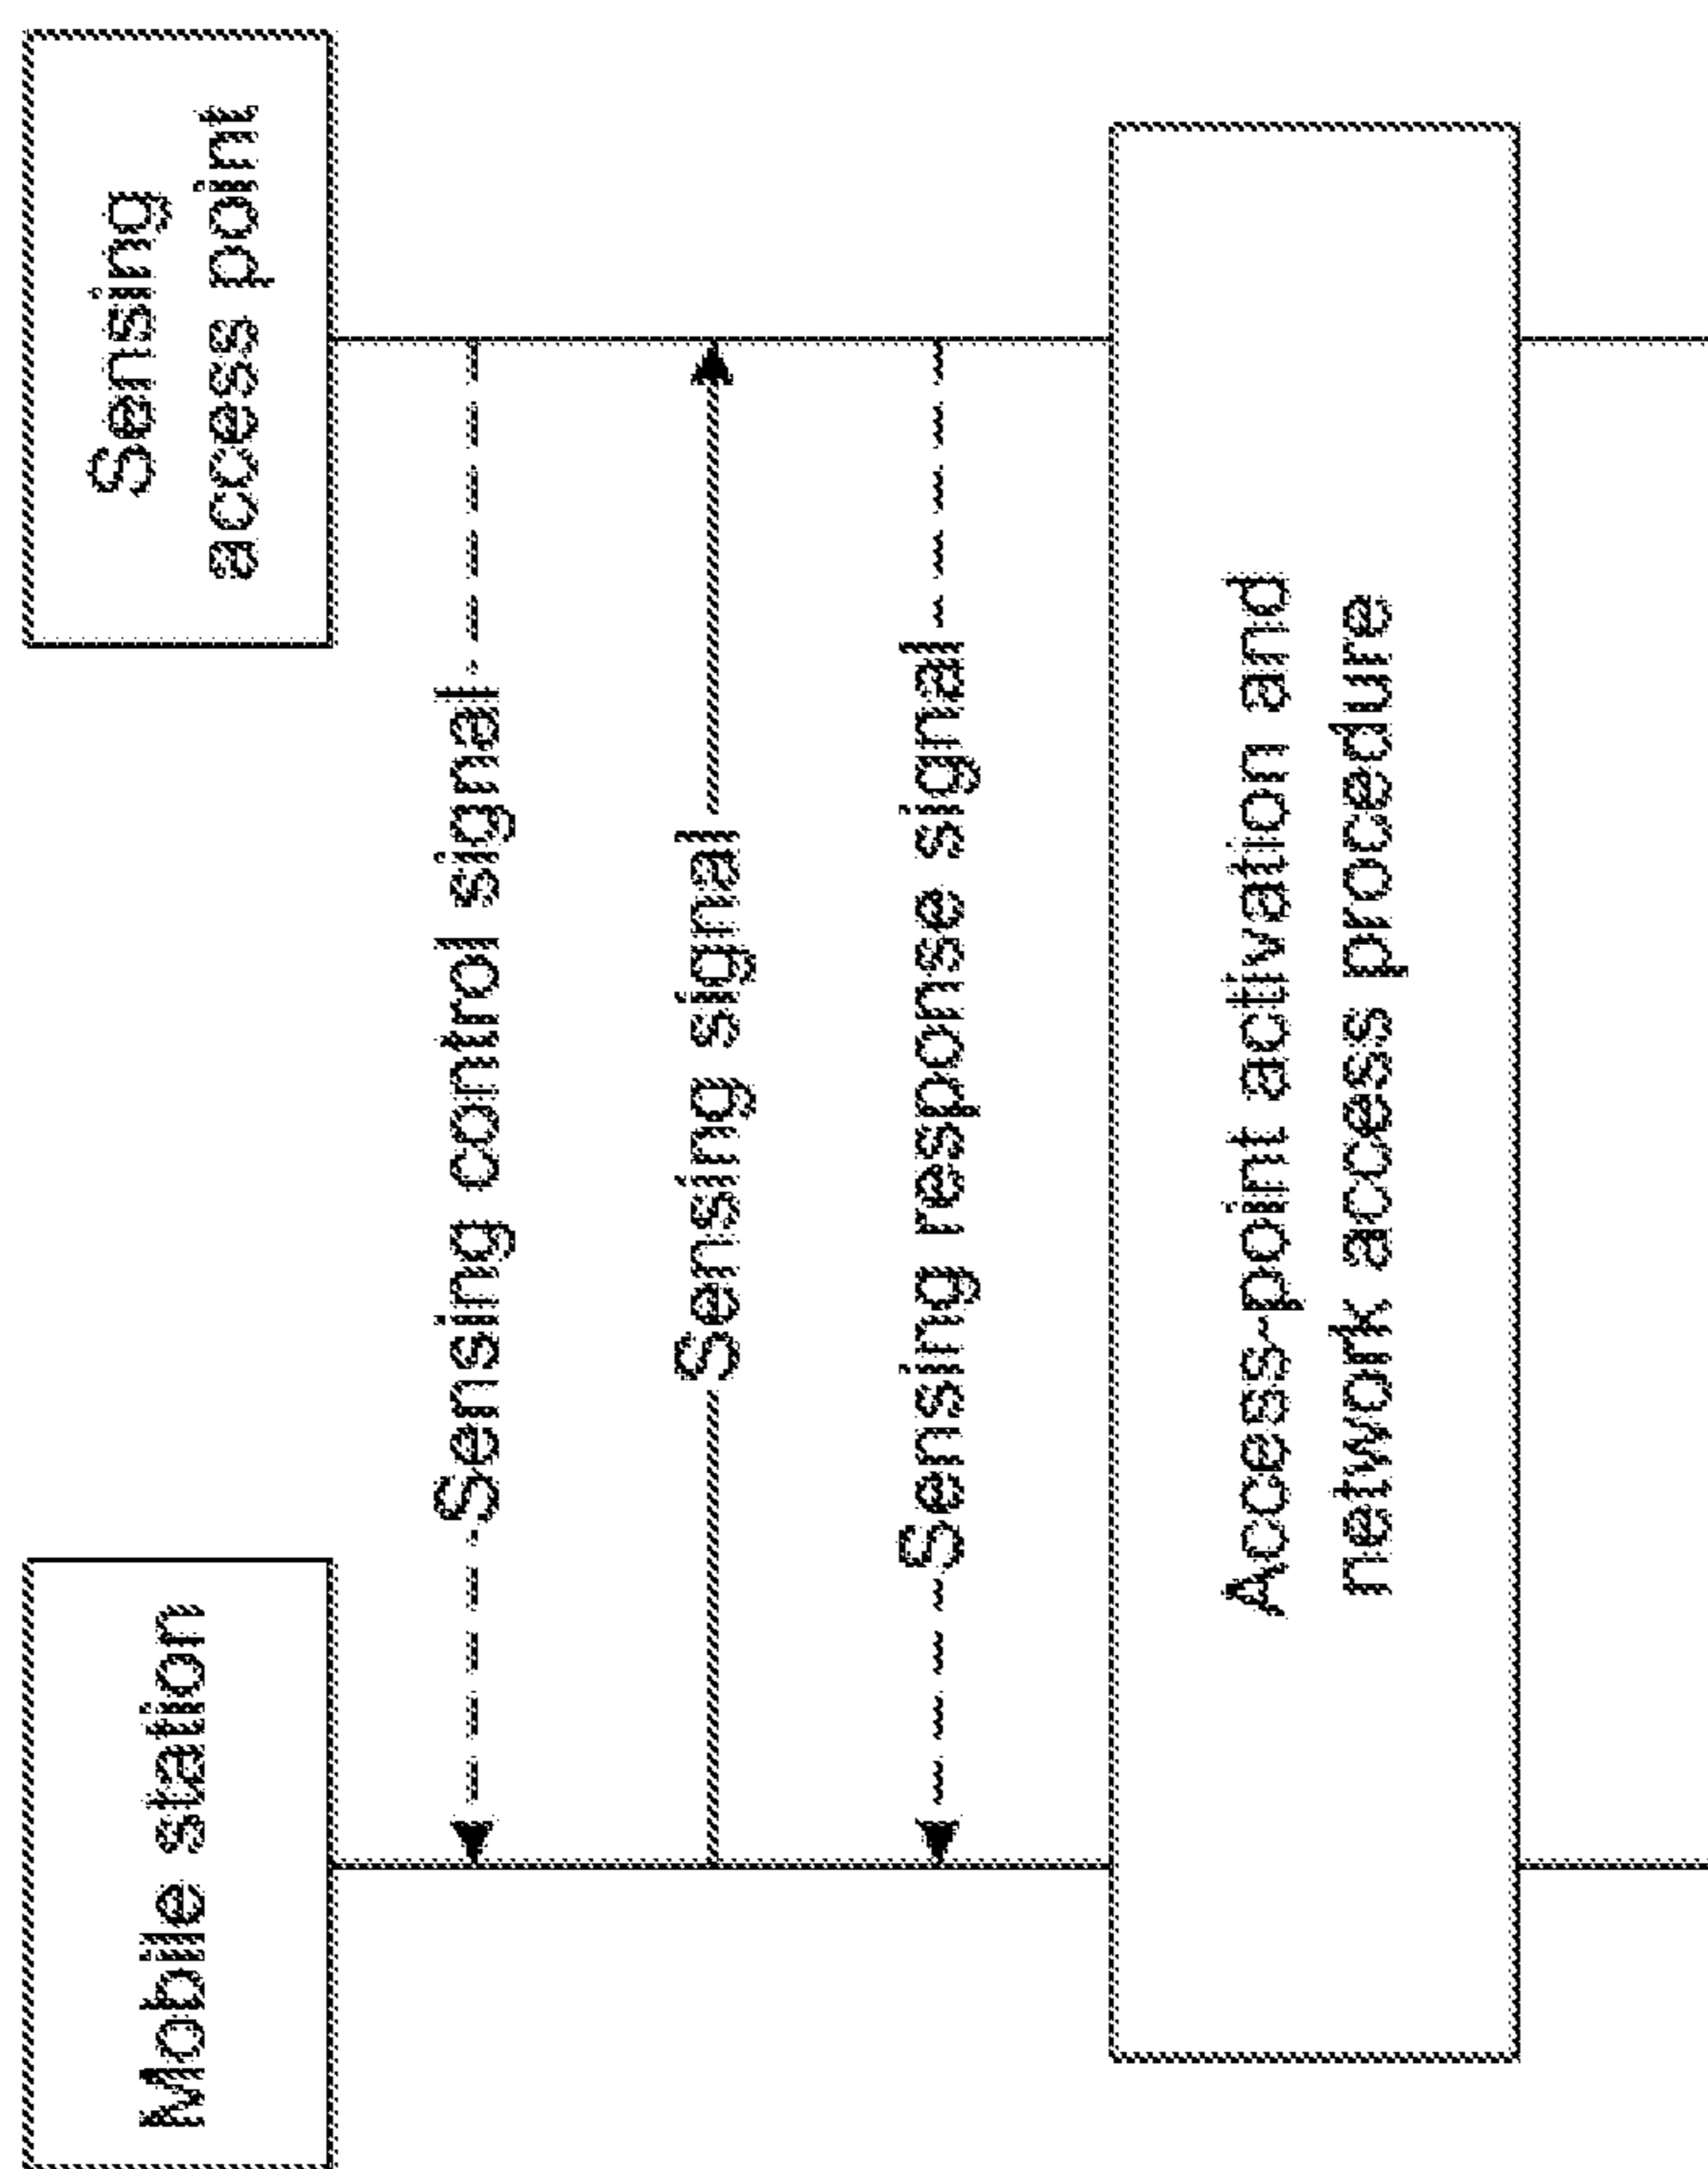 Mobile station
Sensing
access point
Sensing control signal
Sensing signal
Sensing response signal
Access-point activation and
network access procedure